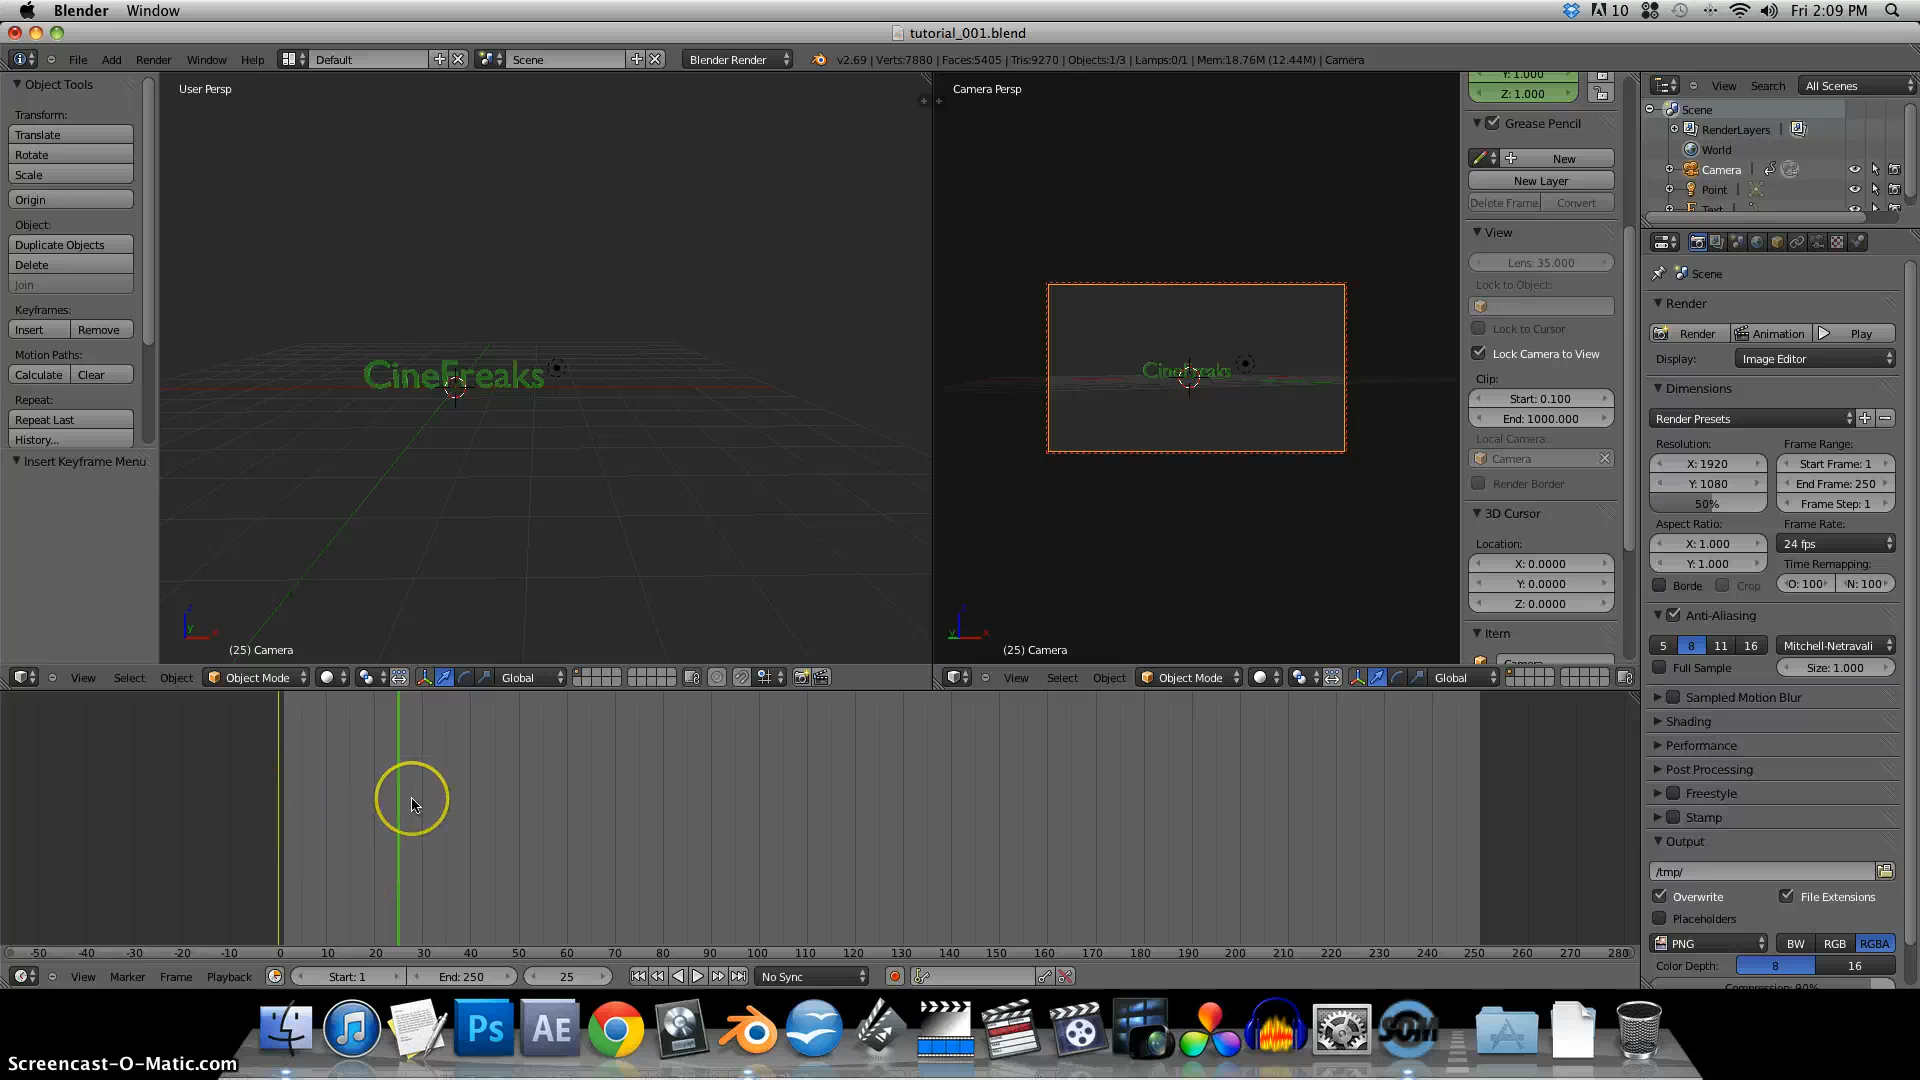 Blender Window
10 Fri 2:09 PM
tutorial_001.blend
File Add Render Window Help Default Scene Blender Render v2.69 | Verts:7880 | Faces:5405 | Tris:9270 | Objects:1/3 | Lamps:0/1 | Mem:18.76M (12.44M) | Camera
Object Tools
Transform:
Translate
Rotate
Scale
Origin
Object:
Duplicate Objects
Delete
Join
Keyframes:
Insert Remove
Motion Paths:
Calculate Clear
Repeat:
Repeat Last
History...
Insert Keyframe Menu
User Persp
CineFreaks
(25) Camera
Camera Persp
CineFreaks
(25) Camera
Y: 1.000
Z: 1.000
Grease Pencil
New
New Layer
Delete Frame Convert
View
Lens: 35.000
Lock to Object:
Lock to Cursor
Lock Camera to View
Clip:
Start: 0.100
End: 1000.000
Local Camera:
Camera
Render Border
3D Cursor
Location:
X: 0.0000
Y: 0.0000
Z: 0.0000
Item
Camera
View Search All Scenes
Scene
RenderLayers
World
Camera
Point
Text
Scene
Render
Render Animation Play
Display: Image Editor
Dimensions
Render Presets
Resolution: Frame Range:
X: 1920 Start Frame: 1
Y: 1080 End Frame: 250
50% Frame Step: 1
Aspect Ratio: Frame Rate:
X: 1.000 24 fps
Y: 1.000 Time Remapping:
Borde Crop O: 100 N: 100
Anti-Aliasing
5 8 11 16 Mitchell-Netravali
Full Sample Size: 1.000
Sampled Motion Blur
Shading
Performance
Post Processing
Freestyle
Stamp
Output
/tmp/
Overwrite File Extensions
Placeholders
PNG BW RGB RGBA
Color Depth: 8 16
Compression: 90%
View Select Object Object Mode Global
View Select Object Object Mode Global
-50 -40 -30 -20 -10 0 10 20 30 40 50 60 70 80 90 100 110 120 130 140 150 160 170 180 190 200 210 220 230 240 250 260 270 280
View Marker Frame Playback Start: 1 End: 250 25 No Sync
Ps AE SOM
Screencast-O-Matic.com